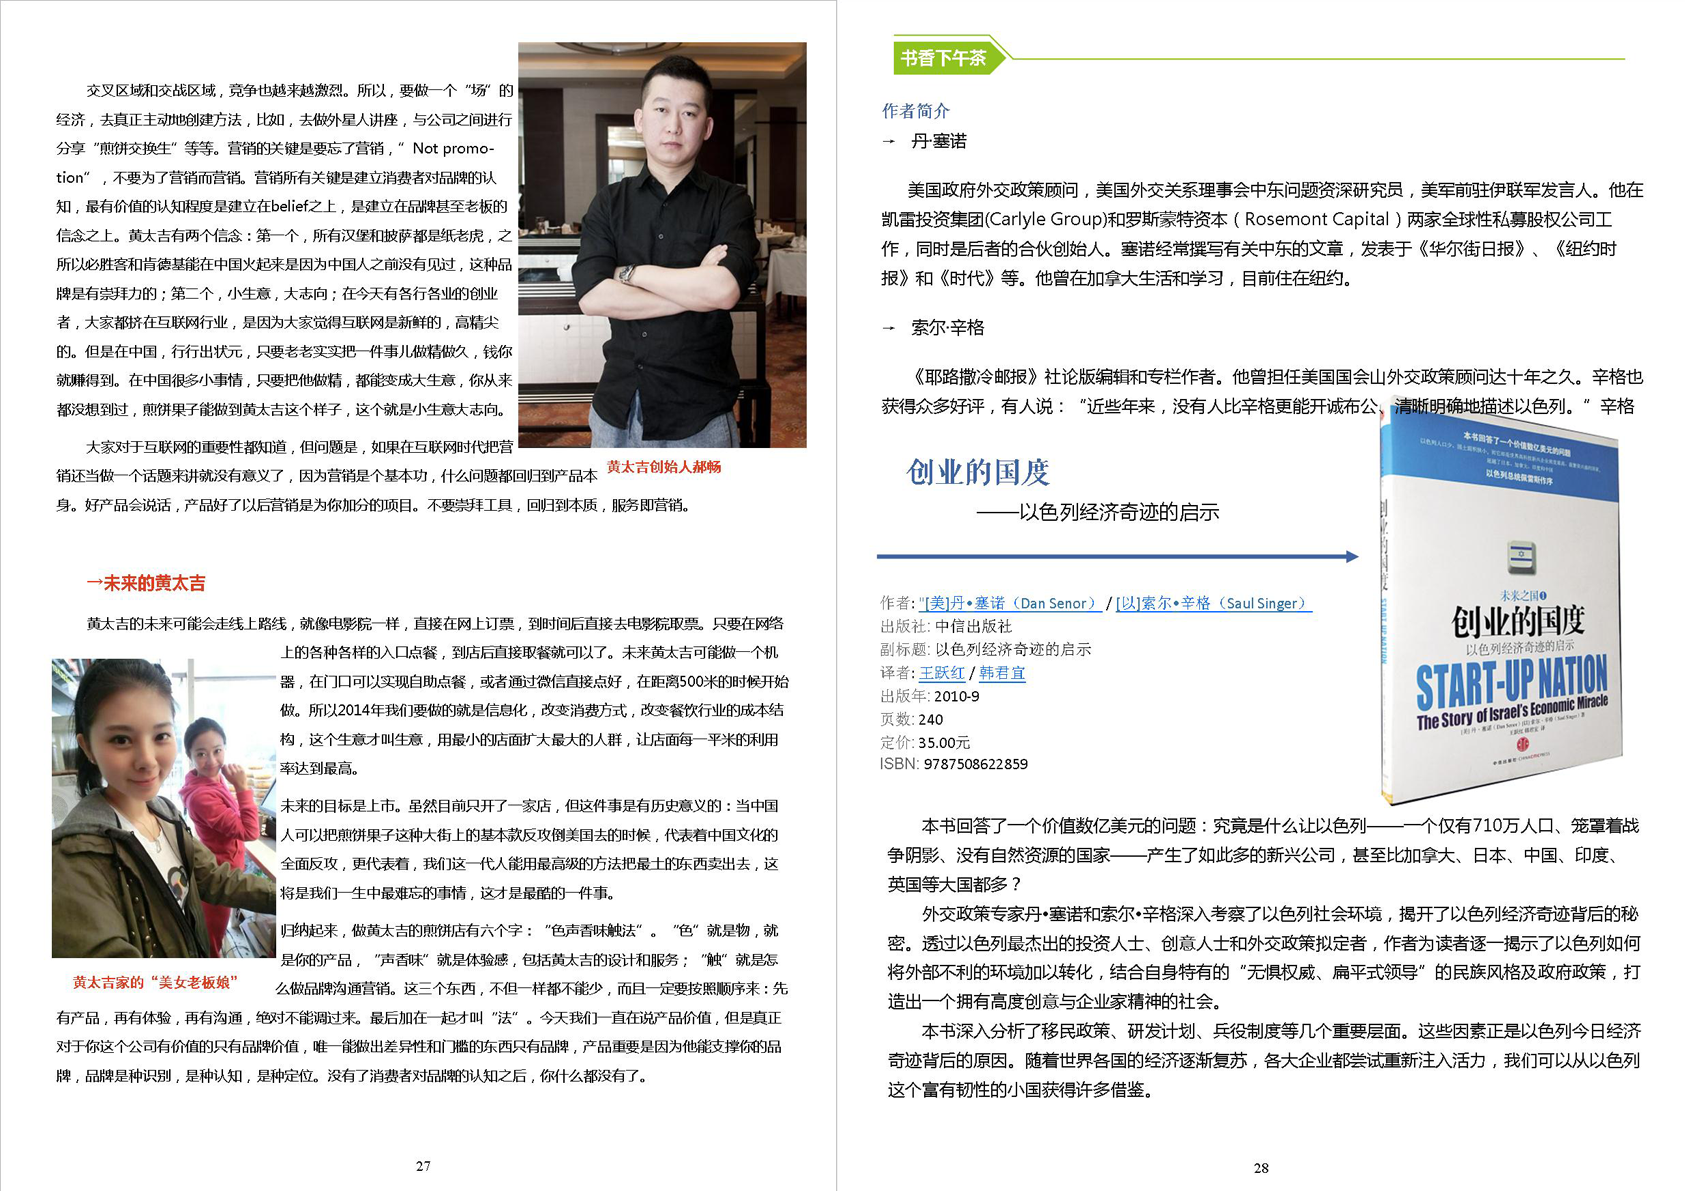 交叉区域和交战区域，竞争也越来越激烈。所以，要做一个“场”的
经济，去真正主动地创建方法，比如，去做外星人讲座，与公司之间进行
分享“煎饼交换生”等等。营销的关键是要忘了营销，”Not promo-
tion”，不要为了营销而营销。营销所有关键是建立消费者对品牌的认
知，最有价值的认知程度是建立在belief之上，是建立在品牌甚至老板的
信念之上。黄太吉有两个信念：第一个，所有汉堡和披萨都是纸老虎，之
所以必胜客和肯德基能在中国火起来是因为中国人之前没有见过，这种品
牌是有崇拜力的；第二个，小生意，大志向；在今天有各行各业的创业
者，大家都挤在互联网行业，是因为大家觉得互联网是新鲜的，高精尖
的。但是在中国，行行出状元，只要老老实实把一件事儿做精做久，钱你
就赚得到。在中国很多小事情，只要把他做精，都能变成大生意，你从来
都没想到过，煎饼果子能做到黄太吉这个样子，这个就是小生意大志向。
大家对于互联网的重要性都知道，但问题是，如果在互联网时代把营
销还当做一个话题来讲就没有意义了，因为营销是个基本功，什么问题都回归到产品本
身。好产品会说话，产品好了以后营销是为你加分的项目。不要崇拜工具，回归到本质，服务即营销。
黄太吉创始人郝畅
→未来的黄太吉
黄太吉的未来可能会走线上路线，就像电影院一样，直接在网上订票，到时间后直接去电影院取票。只要在网络
上的各种各样的入口点餐，到店后直接取餐就可以了。未来黄太吉可能做一个机
器，在门口可以实现自助点餐，或者通过微信直接点好，在距离500米的时候开始
做。所以2014年我们要做的就是信息化，改变消费方式，改变餐饮行业的成本结
构，这个生意才叫生意，用最小的店面扩大最大的人群，让店面每一平米的利用
率达到最高。
未来的目标是上市。虽然目前只开了一家店，但这件事是有历史意义的：当中国
人可以把煎饼果子这种大街上的基本款反攻倒美国去的时候，代表着中国文化的
全面反攻，更代表着，我们这一代人能用最高级的方法把最土的东西卖出去，这
将是我们一生中最难忘的事情，这才是最酷的一件事。
归纳起来，做黄太吉的煎饼店有六个字：“色声香味触法”。“色”就是物，就
是你的产品，“声香味”就是体验感，包括黄太吉的设计和服务；“触”就是怎
么做品牌沟通营销。这三个东西，不但一样都不能少，而且一定要按照顺序来：先
有产品，再有体验，再有沟通，绝对不能调过来。最后加在一起才叫“法”。今天我们一直在说产品价值，但是真正
对于你这个公司有价值的只有品牌价值，唯一能做出差异性和门槛的东西只有品牌，产品重要是因为他能支撑你的品
牌，品牌是种识别，是种认知，是种定位。没有了消费者对品牌的认知之后，你什么都没有了。
黄太吉家的“美女老板娘”
27
书香下午茶
作者简介
→ 丹·塞诺
美国政府外交政策顾问，美国外交关系理事会中东问题资深研究员，美军前驻伊联军发言人。他在
凯雷投资集团(Carlyle Group)和罗斯蒙特资本（Rosemont Capital）两家全球性私募股权公司工
作，同时是后者的合伙创始人。塞诺经常撰写有关中东的文章，发表于《华尔街日报》、《纽约时
报》和《时代》等。他曾在加拿大生活和学习，目前住在纽约。
→ 索尔·辛格
《耶路撒冷邮报》社论版编辑和专栏作者。他曾担任美国国会山外交政策顾问达十年之久。辛格也
获得众多好评，有人说：“近些年来，没有人比辛格更能开诚布公、清晰明确地描述以色列。”辛格
创业的国度
——以色列经济奇迹的启示
作者: "[美]丹•塞诺（Dan Senor） / [以]索尔•辛格（Saul Singer）
出版社: 中信出版社
副标题: 以色列经济奇迹的启示
译者: 王跃红 / 韩君宜
出版年: 2010-9
页数: 240
定价: 35.00元
ISBN: 9787508622859
本书回答了一个价值数亿美元的问题
以色列总统佩雷斯作序
未来之国1
创业的国度
以色列经济奇迹的启示
START-UP NATION
The Story of Israel's Economic Miracle
创业的国度
START-UP NATION
本书回答了一个价值数亿美元的问题：究竟是什么让以色列——一个仅有710万人口、笼罩着战
争阴影、没有自然资源的国家——产生了如此多的新兴公司，甚至比加拿大、日本、中国、印度、
英国等大国都多？
外交政策专家丹•塞诺和索尔•辛格深入考察了以色列社会环境，揭开了以色列经济奇迹背后的秘
密。透过以色列最杰出的投资人士、创意人士和外交政策拟定者，作者为读者逐一揭示了以色列如何
将外部不利的环境加以转化，结合自身特有的“无惧权威、扁平式领导”的民族风格及政府政策，打
造出一个拥有高度创意与企业家精神的社会。
本书深入分析了移民政策、研发计划、兵役制度等几个重要层面。这些因素正是以色列今日经济
奇迹背后的原因。随着世界各国的经济逐渐复苏，各大企业都尝试重新注入活力，我们可以从以色列
这个富有韧性的小国获得许多借鉴。
28